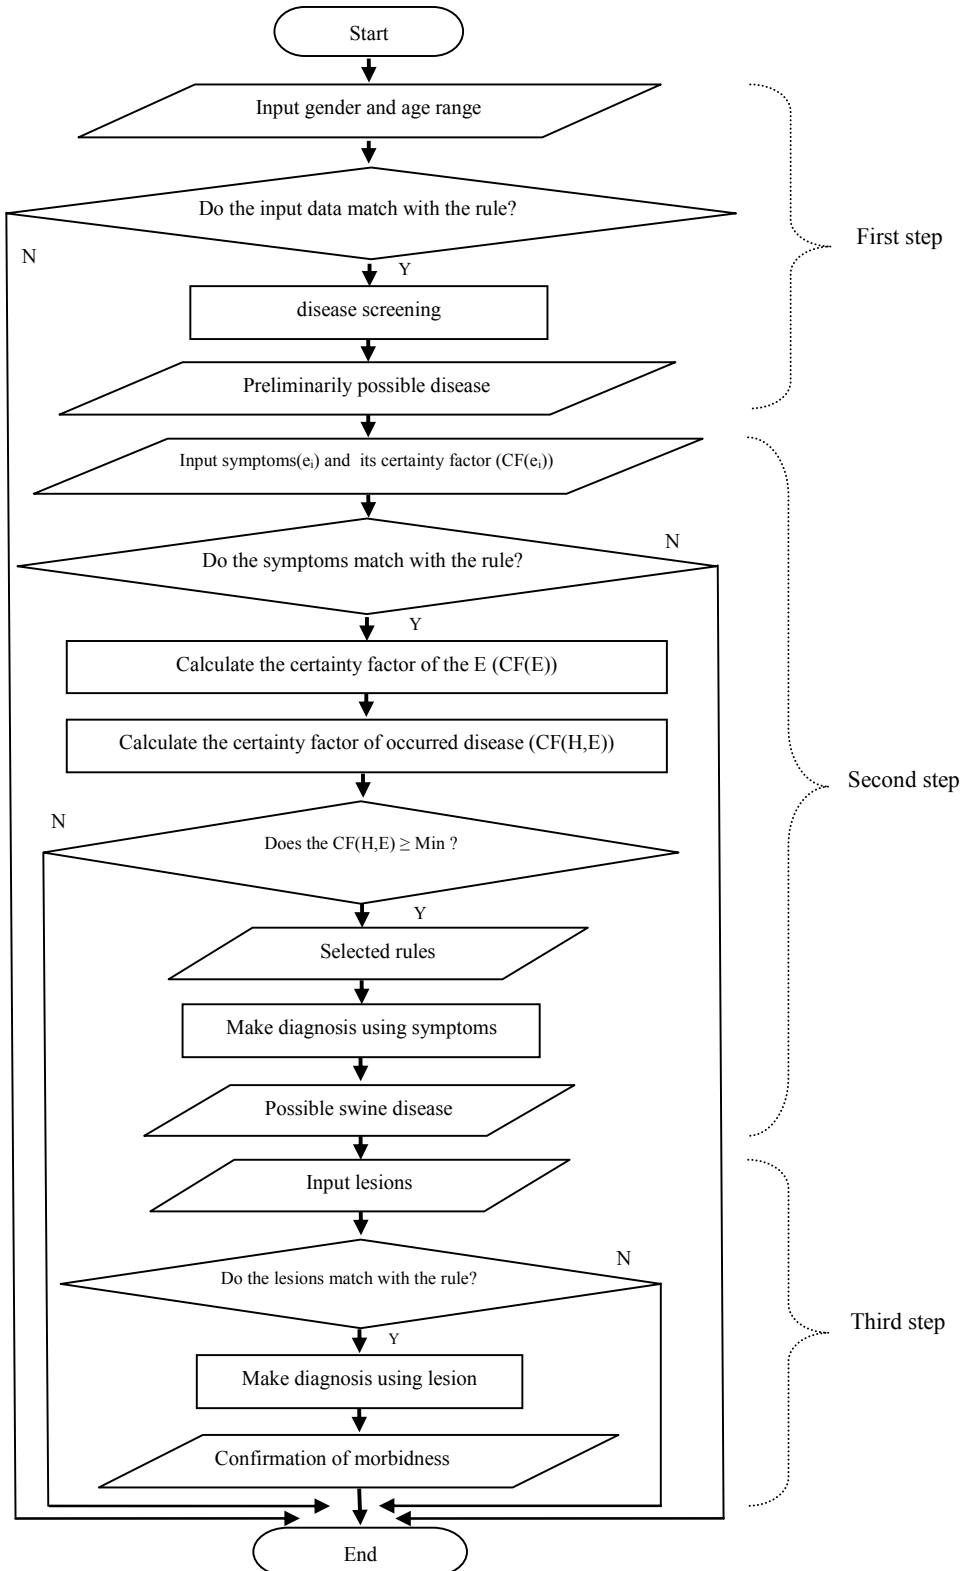 Start
Input gender and age range
Do the input data match with the rule?
N
Y
First step
disease screening
Preliminarily possible disease
Input symptoms(eᵢ) and its certainty factor (CF(eᵢ))
N
Do the symptoms match with the rule?
Y
Calculate the certainty factor of the E (CF(E))
Calculate the certainty factor of occurred disease (CF(H,E))
Second step
N
Does the CF(H,E) ≥ Min ?
Y
Selected rules
Make diagnosis using symptoms
Possible swine disease
Input lesions
N
Do the lesions match with the rule?
Third step
Y
Make diagnosis using lesion
Confirmation of morbidness
End